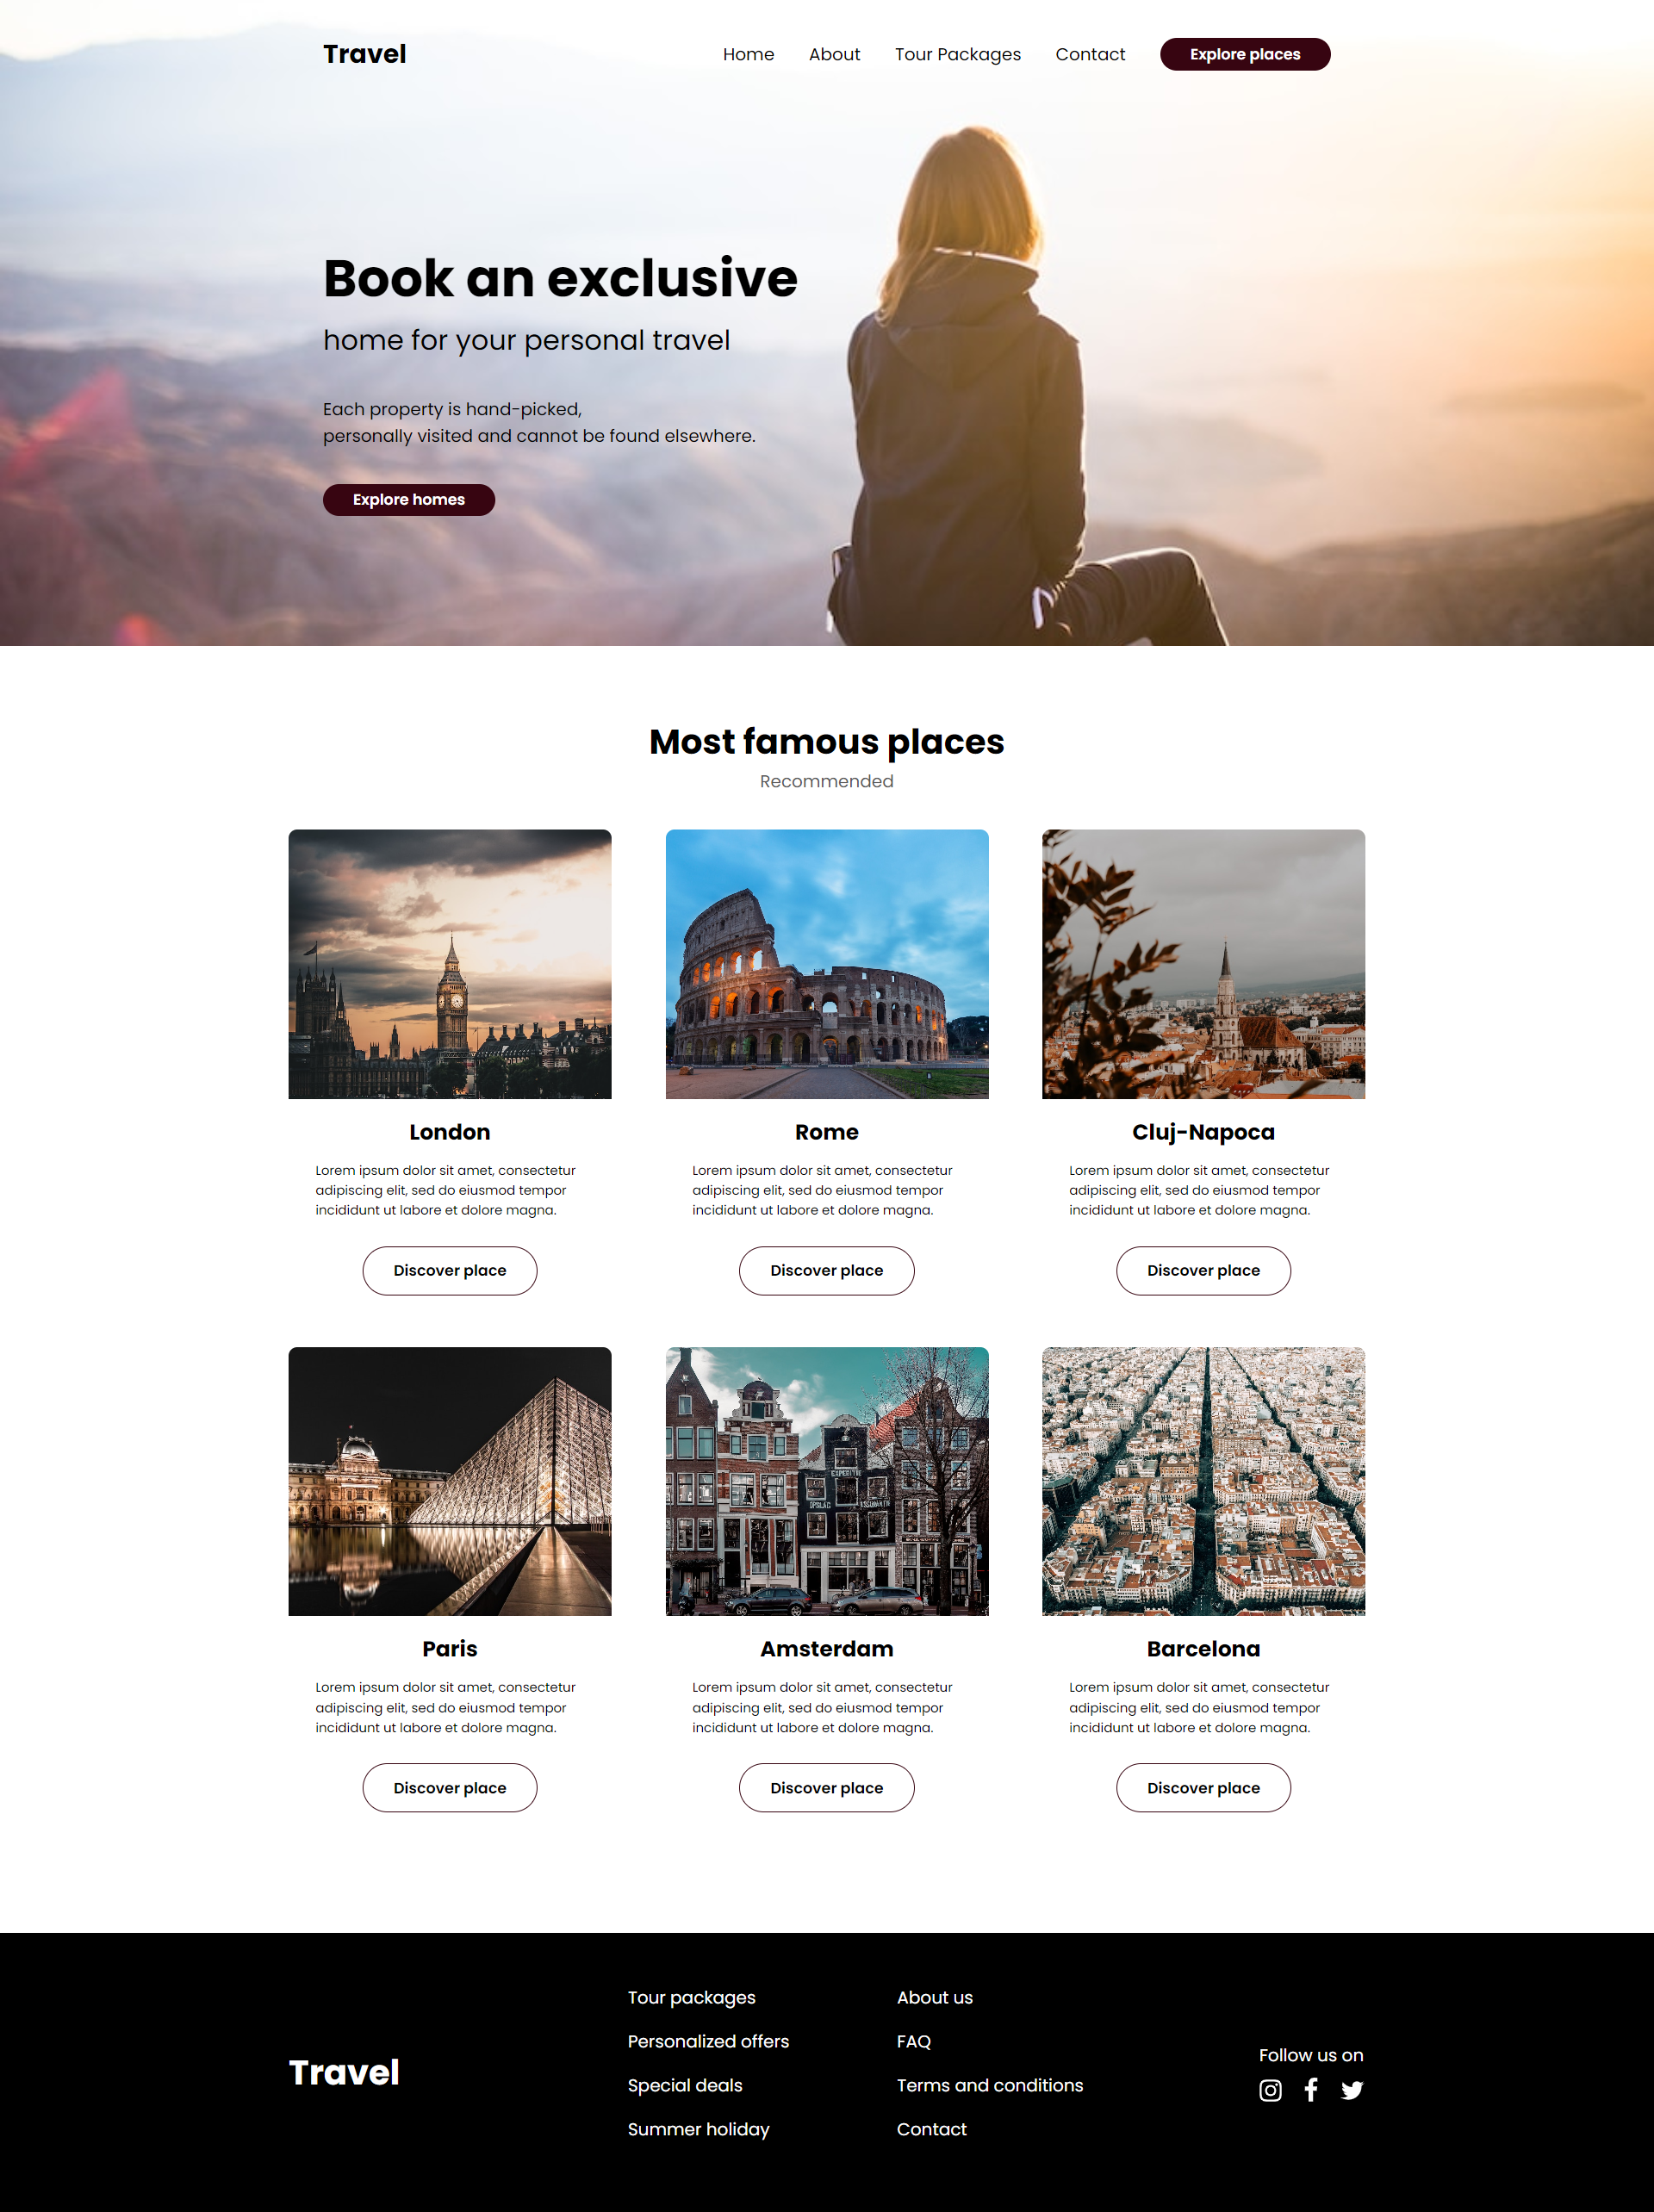 Travel
Home About Tour Packages Contact Explore places
Book an exclusive
home for your personal travel
Each property is hand-picked,
personally visited and cannot be found elsewhere.
Explore homes
Most famous places
Recommended
London
Lorem ipsum dolor sit amet, consectetur
adipiscing elit, sed do eiusmod tempor
incididunt ut labore et dolore magna.
Discover place
Rome
Lorem ipsum dolor sit amet, consectetur
adipiscing elit, sed do eiusmod tempor
incididunt ut labore et dolore magna.
Discover place
Cluj-Napoca
Lorem ipsum dolor sit amet, consectetur
adipiscing elit, sed do eiusmod tempor
incididunt ut labore et dolore magna.
Discover place
EXPEDITIE
OPSLAG
ASSURANTIE
Paris
Lorem ipsum dolor sit amet, consectetur
adipiscing elit, sed do eiusmod tempor
incididunt ut labore et dolore magna.
Discover place
Amsterdam
Lorem ipsum dolor sit amet, consectetur
adipiscing elit, sed do eiusmod tempor
incididunt ut labore et dolore magna.
Discover place
Barcelona
Lorem ipsum dolor sit amet, consectetur
adipiscing elit, sed do eiusmod tempor
incididunt ut labore et dolore magna.
Discover place
Travel
Tour packages
Personalized offers
Special deals
Summer holiday
About us
FAQ
Terms and conditions
Contact
Follow us on